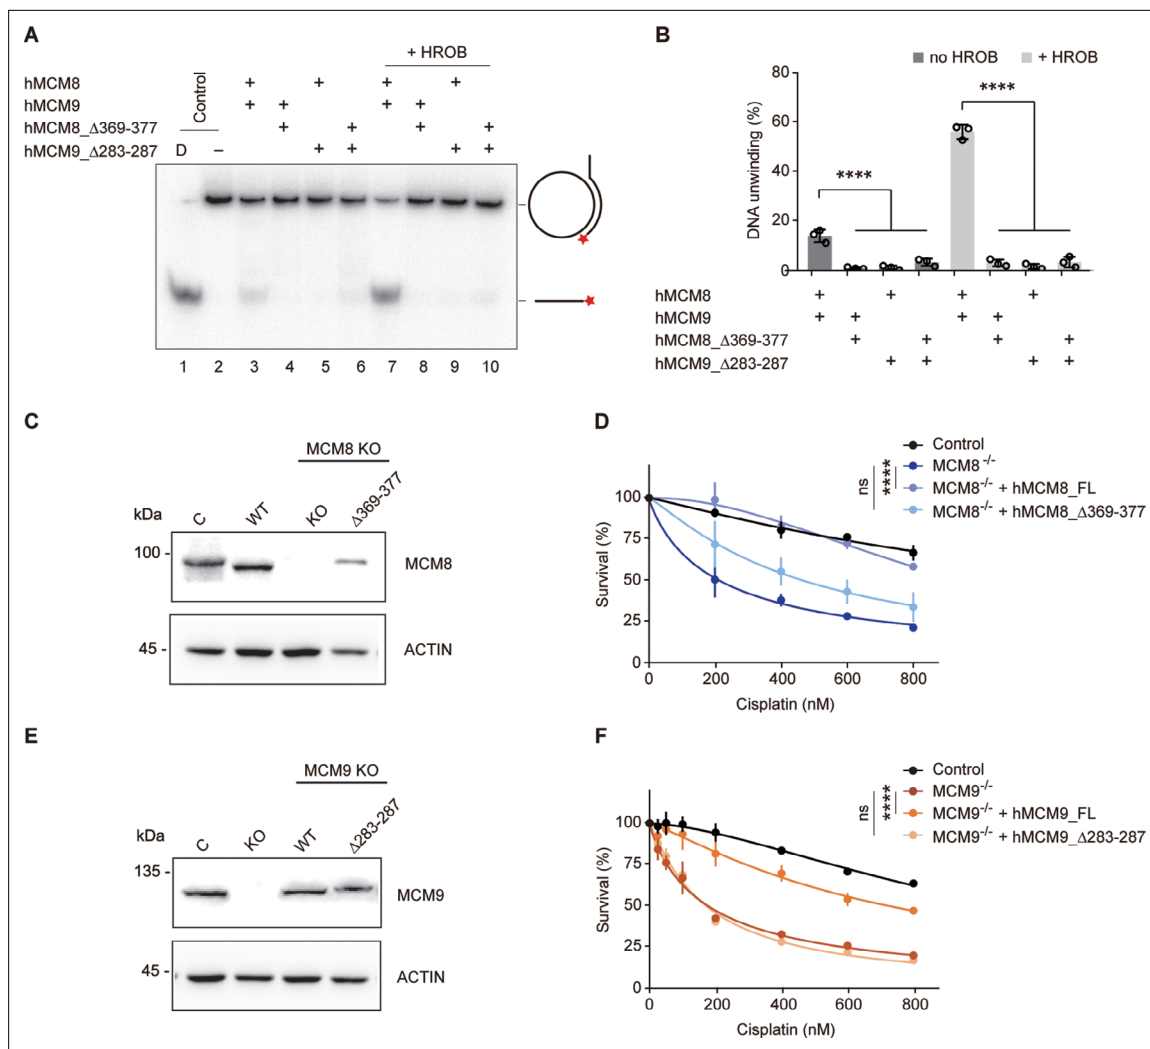 A
+ HROB
hMCM8 + + + +
hMCM9 + + + +
hMCM8_Δ369-377 + + + +
hMCM9_Δ283-287 + + + +
Control
D –
1 2 3 4 5 6 7 8 9 10
B
no HROB + HROB
DNA unwinding (%)
80
60
40
20
0
****
****
hMCM8 + + + +
hMCM9 + + + +
hMCM8_Δ369-377 + + + +
hMCM9_Δ283-287 + + + +
C
MCM8 KO
kDa C WT KO Δ369-377
100 - MCM8
45 - ACTIN
D
Control
MCM8 -/-
MCM8 -/- + hMCM8_FL
MCM8 -/- + hMCM8_Δ369-377
ns
****
Survival (%)
100
75
50
25
0
0 200 400 600 800
Cisplatin (nM)
E
MCM9 KO
kDa C KO WT Δ283-287
135 - MCM9
45 - ACTIN
F
Control
MCM9 -/-
MCM9 -/- + hMCM9_FL
MCM9 -/- + hMCM9_Δ283-287
ns
****
Survival (%)
100
75
50
25
0
0 200 400 600 800
Cisplatin (nM)